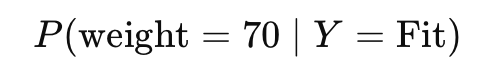 P(weight = 70 | Y = Fit)